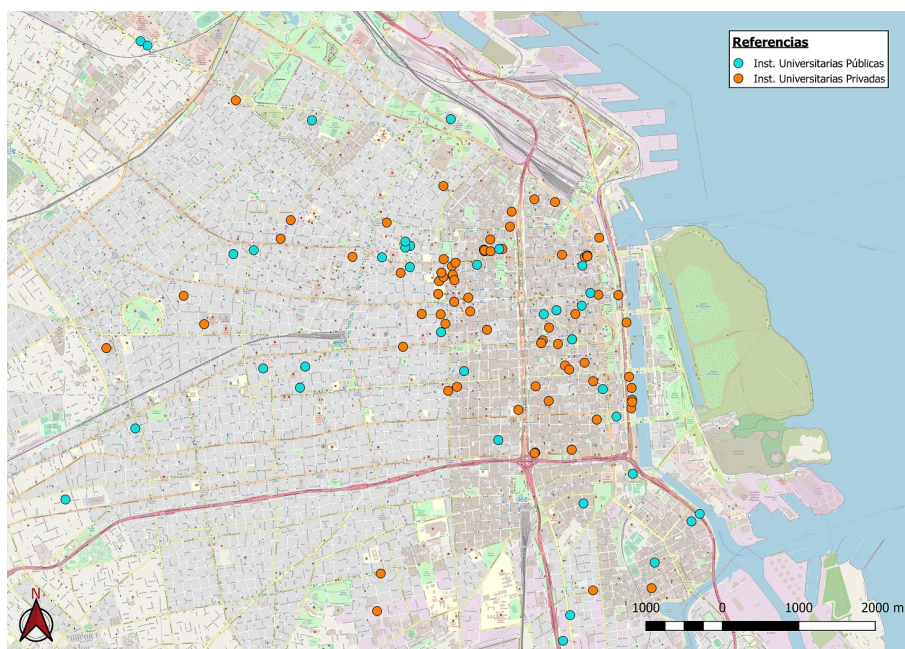 Referencias
Inst. Universitarias Públicas
Inst. Universitarias Privadas
N
1000 0 1000 2000 m